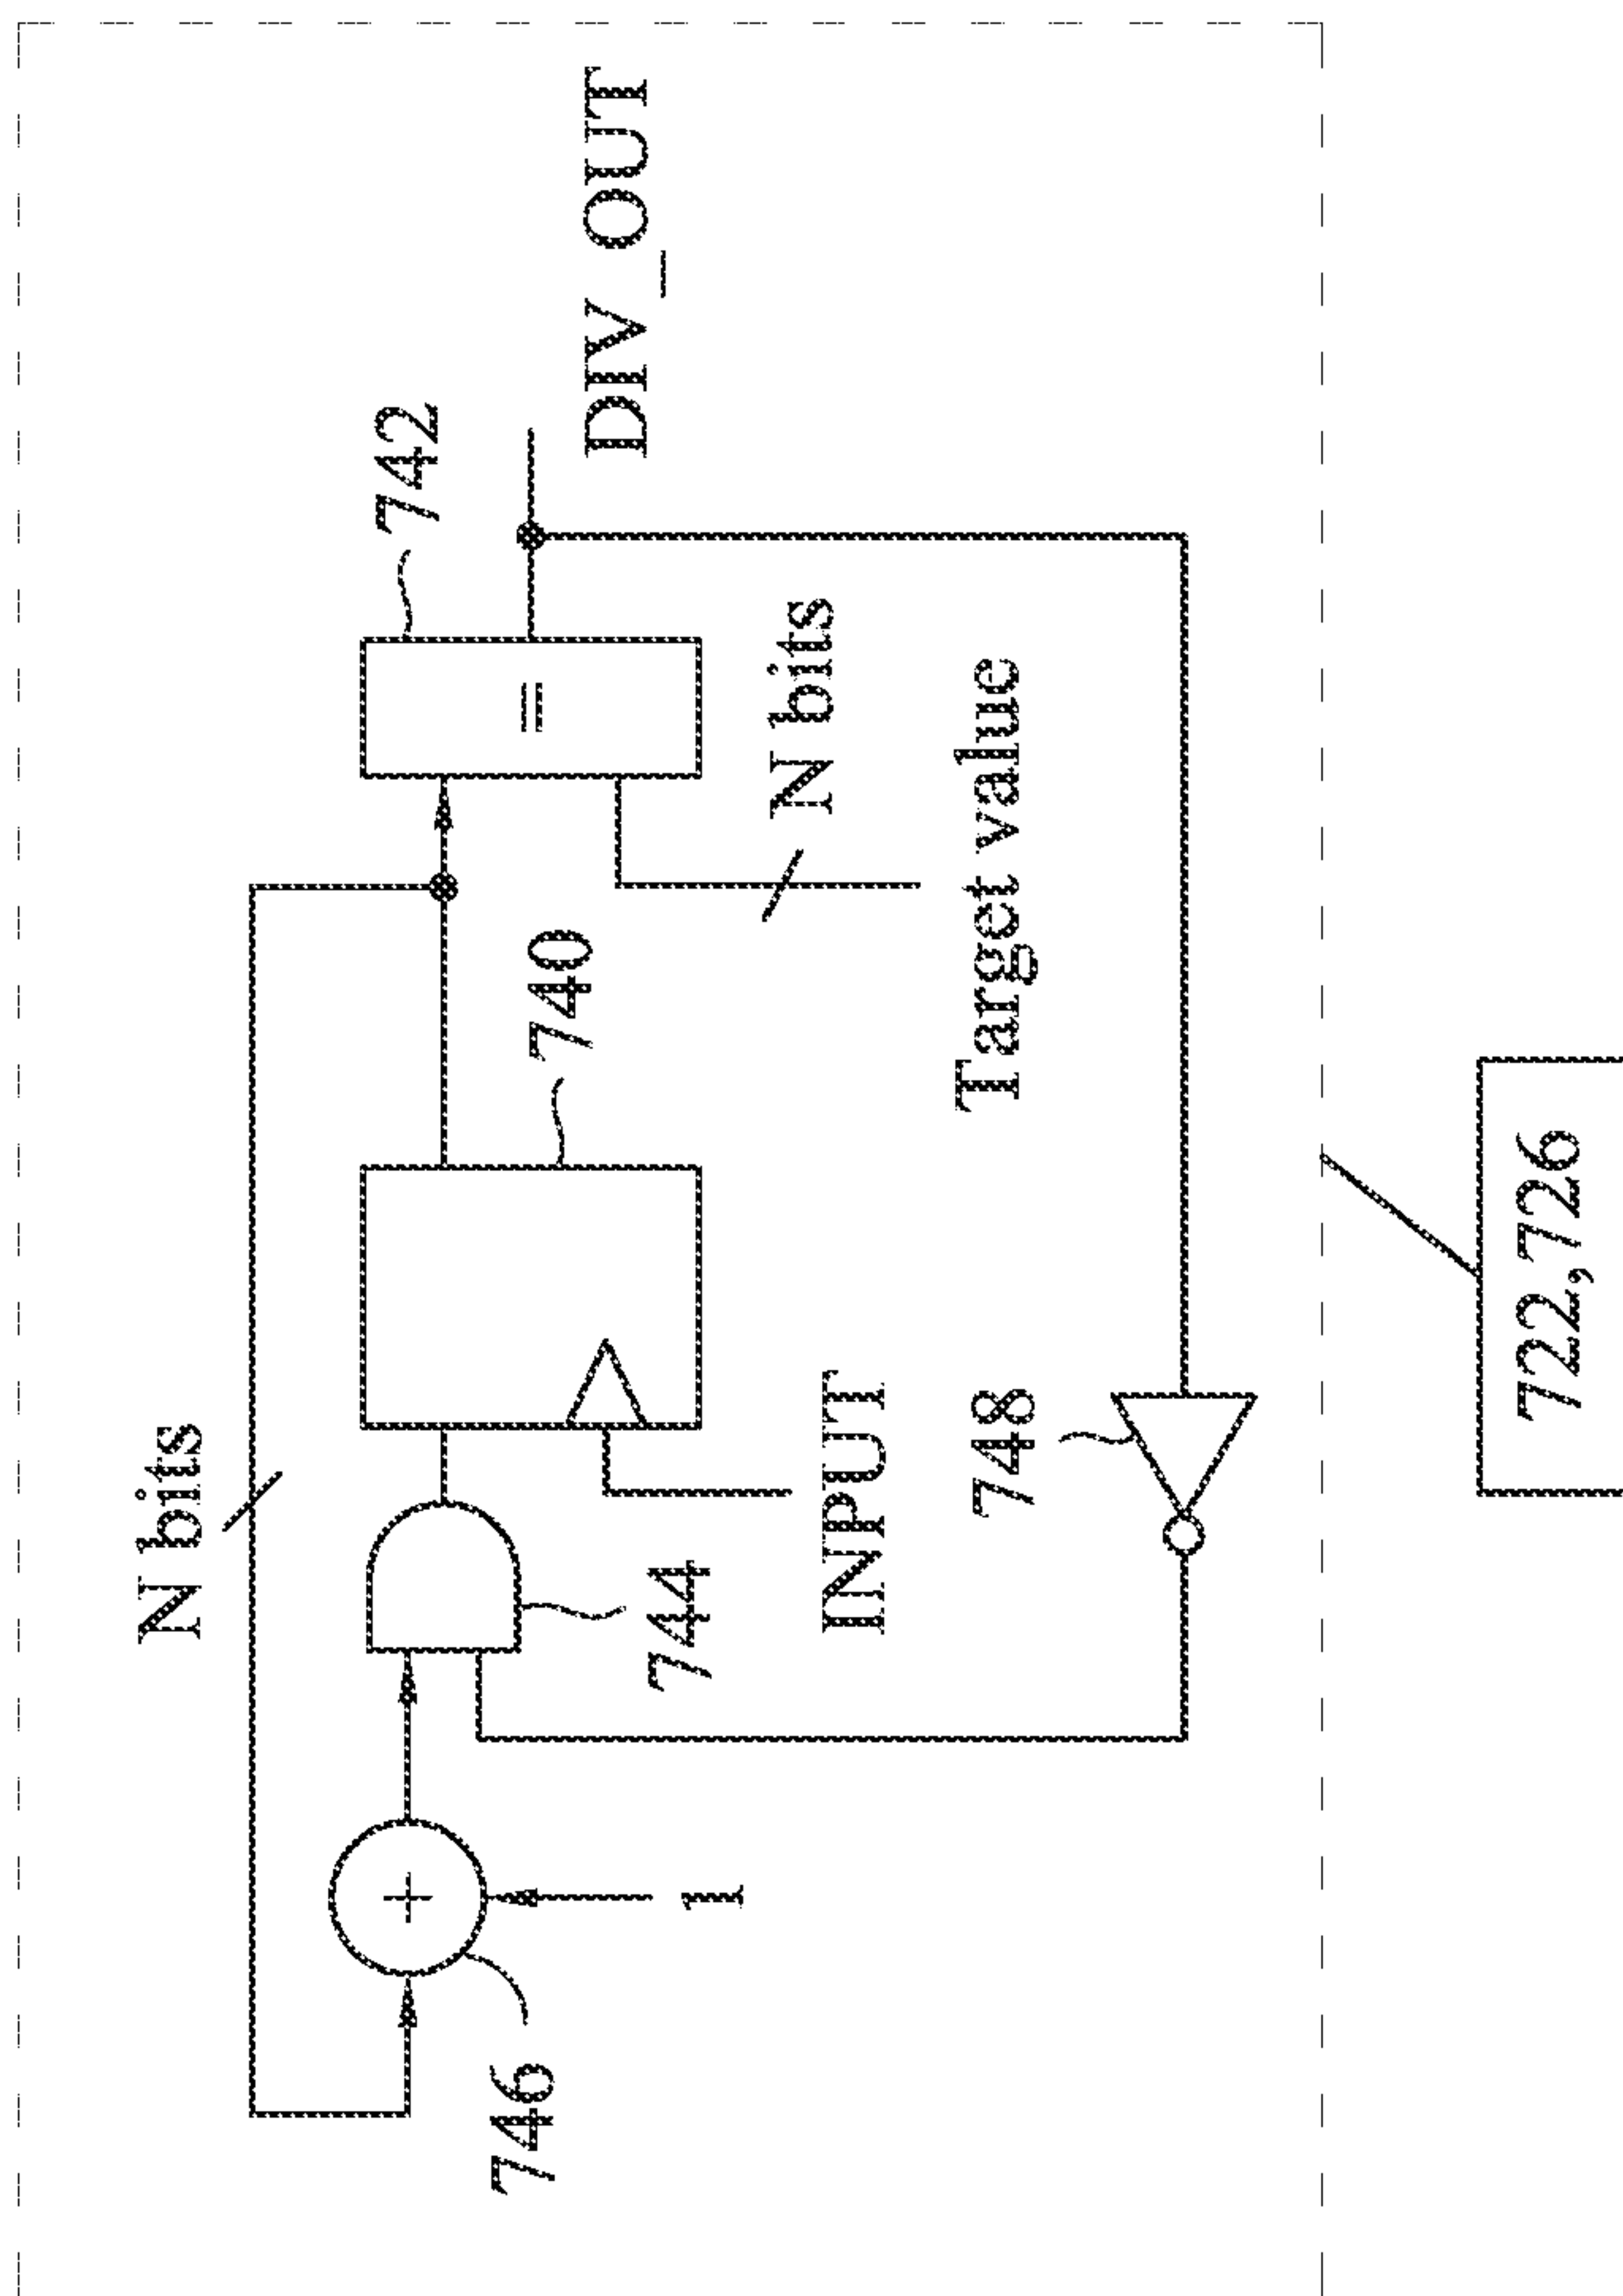 N bits
746
1
744
INPUT
740
742
N bits
Target value
DIV_OUT
748
722,726